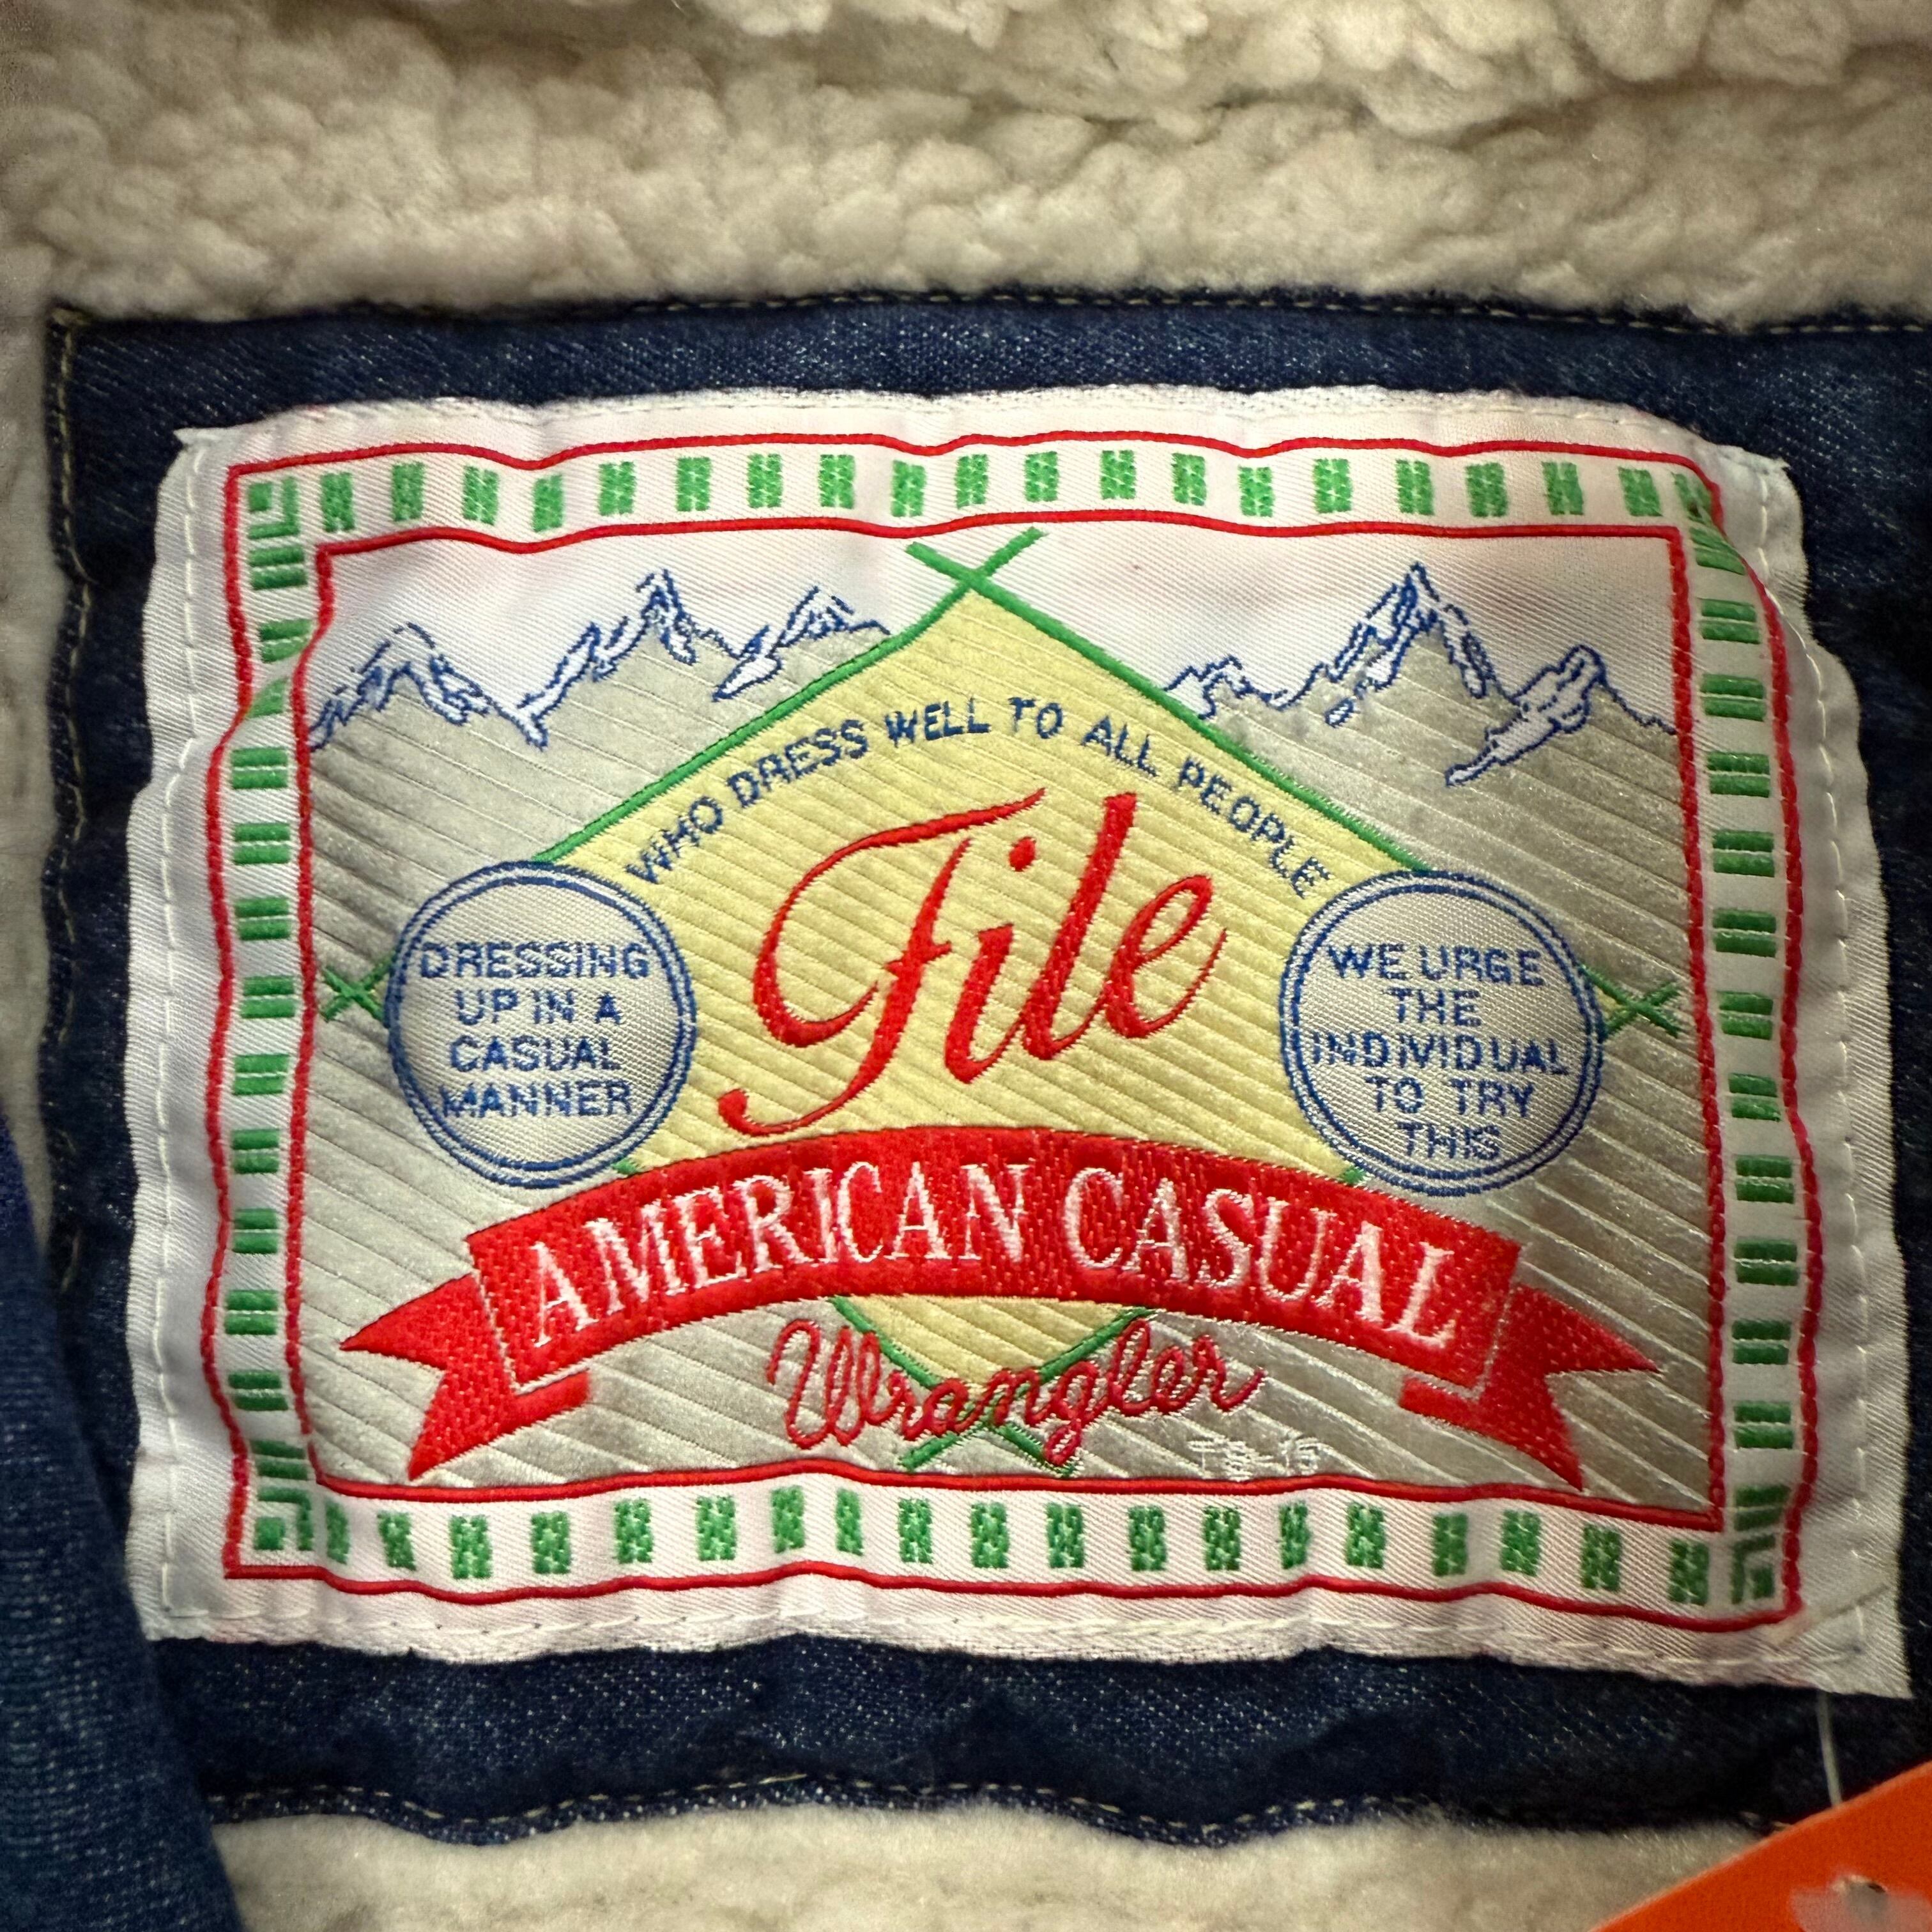 WHO DRESS WELL TO ALL PEOPLE
File
DRESSING
UP IN A
CASUAL
MANNER
WE URGE
THE
INDIVIDUAL
TO TRY
THIS
AMERICAN CASUAL
Wrangler